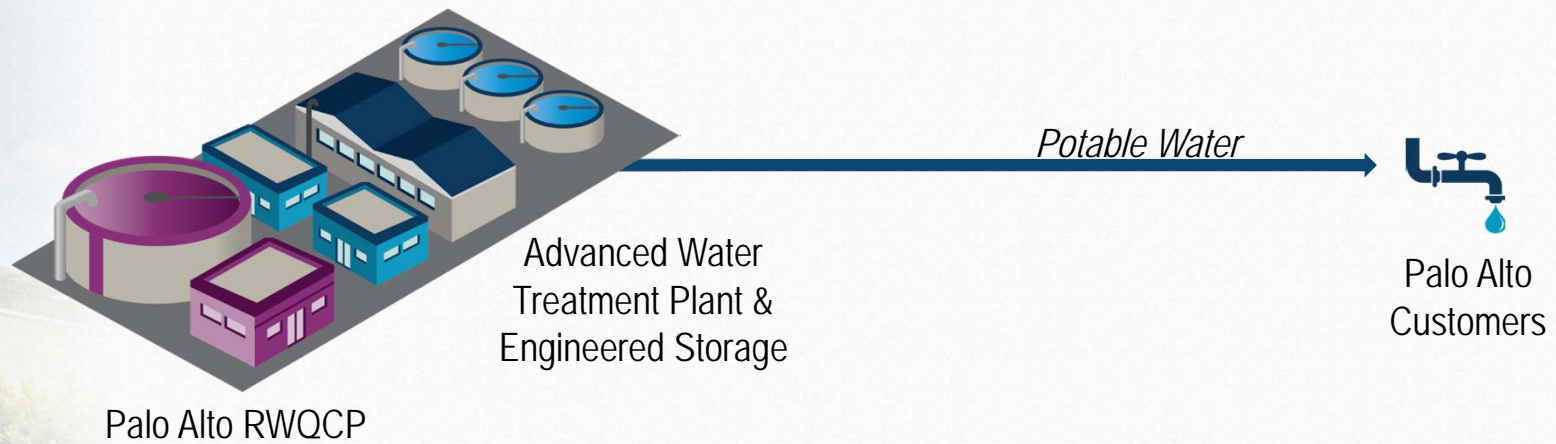 Potable Water
Advanced Water
Treatment Plant &
Engineered Storage
Palo Alto
Customers
Palo Alto RWQCP